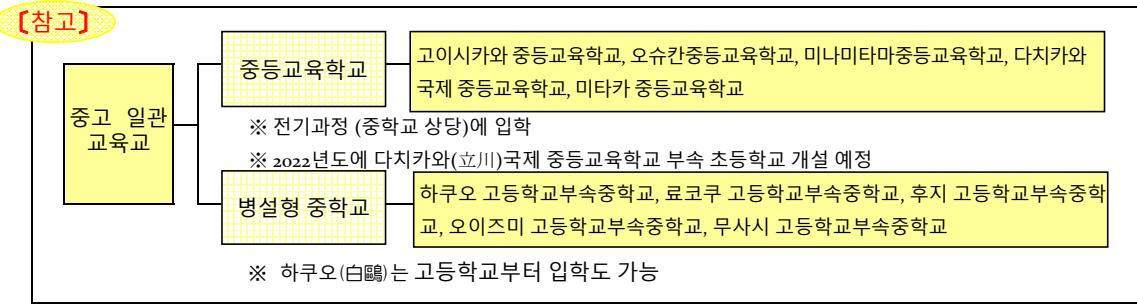 【참고】
중고 일관
교육교
중등교육학교
고이시카와 중등교육학교, 오슈칸중등교육학교, 미나미타마중등교육학교, 다치카와
국제 중등교육학교, 미타카 중등교육학교
※ 전기과정 (중학교 상당)에 입학
※ 2022년도에 다치카와(立川)국제 중등교육학교 부속 초등학교 개설 예정
병설형 중학교
하쿠오 고등학교부속중학교, 료코쿠 고등학교부속중학교, 후지 고등학교부속중학
교, 오이즈미 고등학교부속중학교, 무사시 고등학교부속중학교
※ 하쿠오(白鷗)는 고등학교부터 입학도 가능